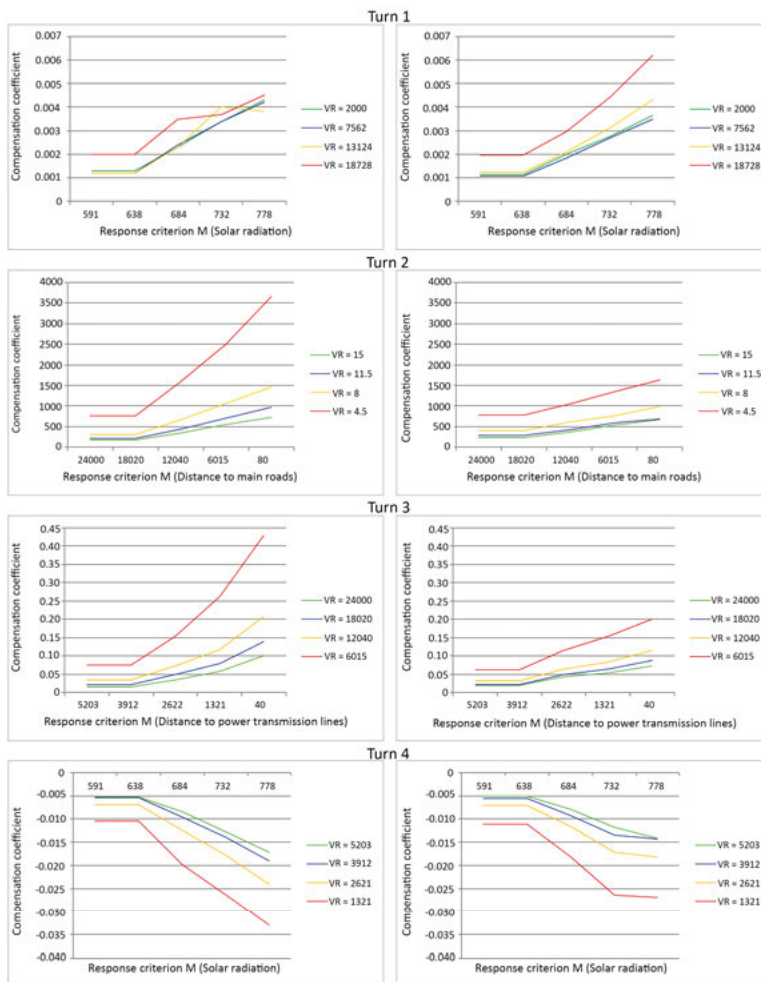 Turn 1
Compensation coefficient
0.007
0.006
0.005
0.004
0.003
0.002
0.001
0
591 638 684 732 778
Response criterion M (Solar radiation)
VR = 2000
VR = 7562
VR = 13124
VR = 18728
Compensation coefficient
0.007
0.006
0.005
0.004
0.003
0.002
0.001
0
591 638 684 732 778
Response criterion M (Solar radiation)
VR = 2000
VR = 7562
VR = 13124
VR = 18728
Turn 2
Compensation coefficient
4000
3500
3000
2500
2000
1500
1000
500
0
24000 18020 12040 6015 80
Response criterion M (Distance to main roads)
VR = 15
VR = 11.5
VR = 8
VR = 4.5
Compensation coefficient
4000
3500
3000
2500
2000
1500
1000
500
0
24000 18020 12040 6015 80
Response criterion M (Distance to main roads)
VR = 15
VR = 11.5
VR = 8
VR = 4.5
Turn 3
Compensation coefficient
0.45
0.40
0.35
0.30
0.25
0.20
0.15
0.10
0.05
0
5203 3912 2622 1321 40
Response criterion M (Distance to power transmission lines)
VR = 24000
VR = 18020
VR = 12040
VR = 6015
Compensation coefficient
0.45
0.40
0.35
0.30
0.25
0.20
0.15
0.10
0.05
0
5203 3912 2622 1321 40
Response criterion M (Distance to power transmission lines)
VR = 24000
VR = 18020
VR = 12040
VR = 6015
Turn 4
Compensation coefficient
0
-0.005
-0.010
-0.015
-0.020
-0.025
-0.030
-0.035
-0.040
591 638 684 732 778
Response criterion M (Solar radiation)
VR = 5203
VR = 3912
VR = 2621
VR = 1321
Compensation coefficient
0
-0.005
-0.010
-0.015
-0.020
-0.025
-0.030
-0.035
-0.040
591 638 684 732 778
Response criterion M (Solar radiation)
VR = 5203
VR = 3912
VR = 2621
VR = 1321